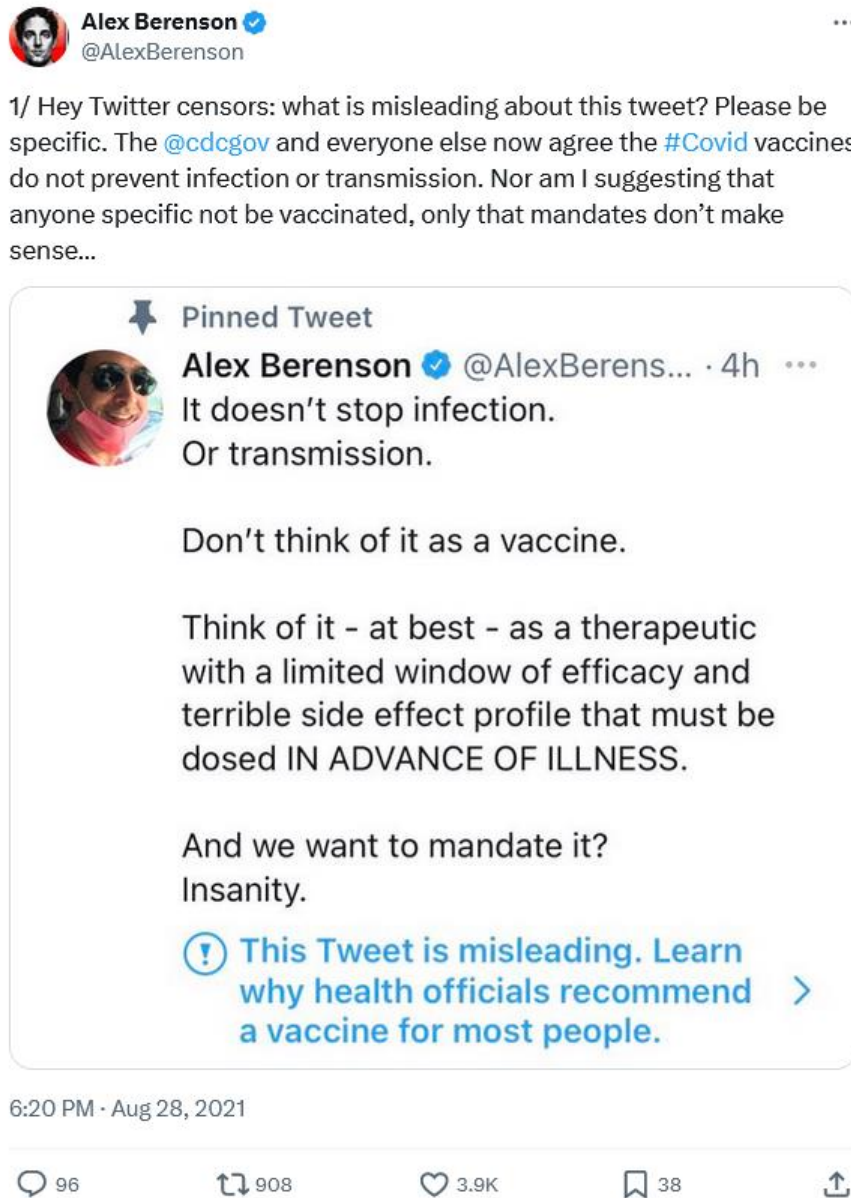 Alex Berenson
@AlexBerenson
1/ Hey Twitter censors: what is misleading about this tweet? Please be
specific. The @cdcgov and everyone else now agree the #Covid vaccines
do not prevent infection or transmission. Nor am I suggesting that
anyone specific not be vaccinated, only that mandates don’t make
sense...
Pinned Tweet
Alex Berenson @AlexBerens... · 4h
It doesn’t stop infection.
Or transmission.
Don’t think of it as a vaccine.
Think of it - at best - as a therapeutic
with a limited window of efficacy and
terrible side effect profile that must be
dosed IN ADVANCE OF ILLNESS.
And we want to mandate it?
Insanity.
This Tweet is misleading. Learn
why health officials recommend
a vaccine for most people.
6:20 PM · Aug 28, 2021
96 908 3.9K 38